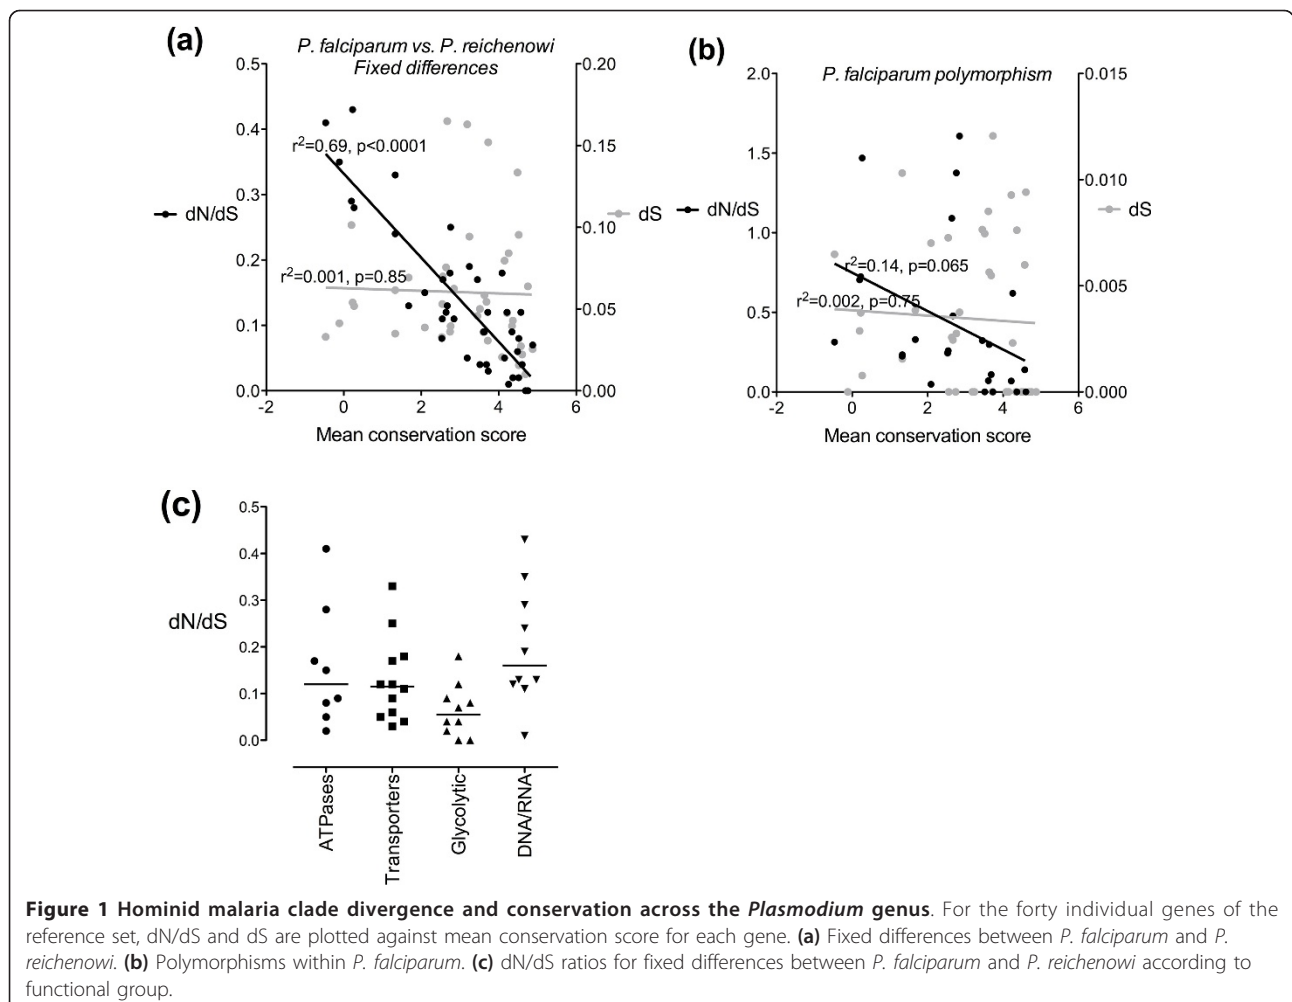 (a)
P. falciparum vs. P. reichenowi
Fixed differences
0.5
0.4
0.3
0.2
0.1
0.0
0.20
0.15
0.10
0.05
0.00
r2=0.69, p<0.0001
r2=0.001, p=0.85
dN/dS
dS
-2
0
2
4
6
Mean conservation score
(b)
P. falciparum polymorphism
2.0
1.5
1.0
0.5
0.0
0.015
0.010
0.005
0.000
r2=0.14, p=0.065
r2=0.002, p=0.75
dN/dS
dS
-2
0
2
4
6
Mean conservation score
(c)
0.5
0.4
0.3
0.2
0.1
0.0
dN/dS
ATPases
Transporters
Glycolytic
DNA/RNA
Figure 1 Hominid malaria clade divergence and conservation across the Plasmodium genus. For the forty individual genes of the
reference set, dN/dS and dS are plotted against mean conservation score for each gene. (a) Fixed differences between P. falciparum and P.
reichenowi. (b) Polymorphisms within P. falciparum. (c) dN/dS ratios for fixed differences between P. falciparum and P. reichenowi according to
functional group.